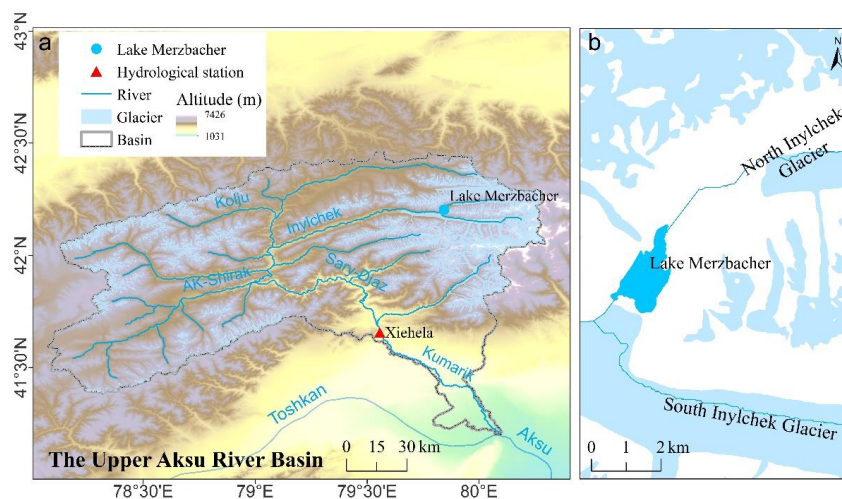 a
43°N
42°30'N
42°N
41°30'N
Lake Merzbacher
Hydrological station
River
Glacier
Basin
Altitude (m)
7426
1031
Kolju
Inylchek
Lake Merzbacher
AK-Shirak
Sary-Djaz
Xiehela
Kumarik
Toshkan
Aksu
The Upper Aksu River Basin
0 15 30 km
78°30'E
79°E
79°30'E
80°E
b
N
North Inylchek
Glacier
Lake Merzbacher
South Inylchek Glacier
0 1 2 km